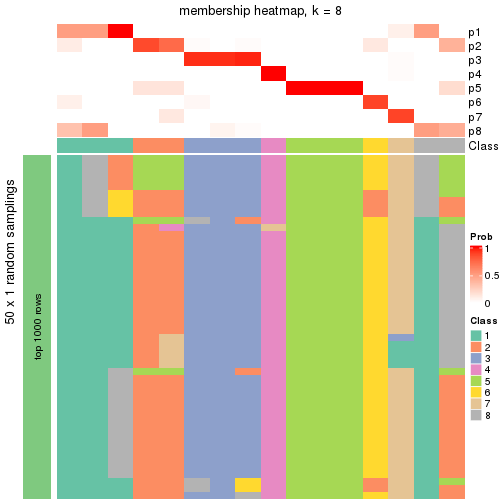 membership heatmap, k = 8
p1
p2
p3
p4
p5
p6
p7
p8
Class
50 x 1 random samplings
top 1000 rows
Prob
1
0.5
0
Class
1
2
3
4
5
6
7
8